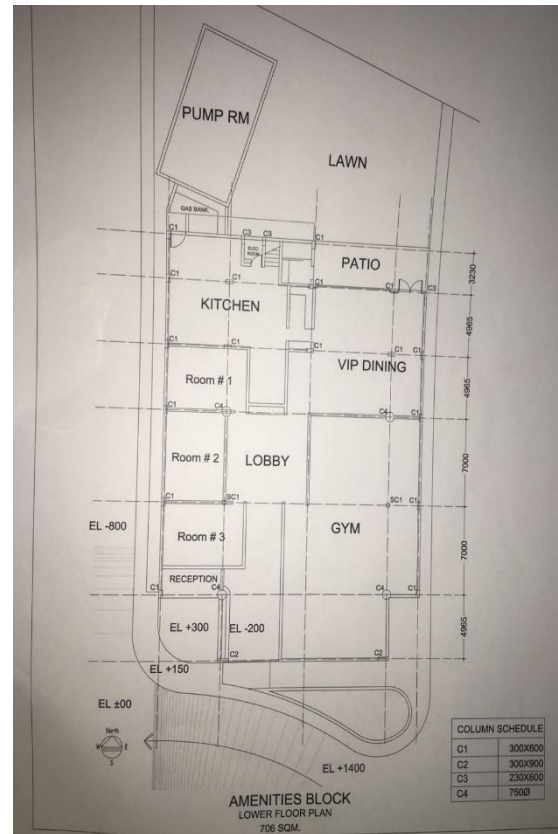 PUMP RM
LAWN
GAS BANK
C1
C3
C3
C1
ELEC. ROOM
PATIO
3230
C1
C1
C1
C3
KITCHEN
4965
C1
C1
C1
C1
C1
VIP DINING
Room # 1
4965
C1
C4
C4
C1
Room # 2
LOBBY
7000
C1
SC1
SC1
C1
EL -800
Room # 3
GYM
7000
RECEPTION
C1
C4
C4
C1
EL +300
EL -200
4965
C2
C2
EL +150
EL ±00
North
W
E
S
EL +1400
COLUMN SCHEDULE
C1 300X600
C2 300X900
C3 230X600
C4 750Ø
AMENITIES BLOCK
LOWER FLOOR PLAN
706 SQM.